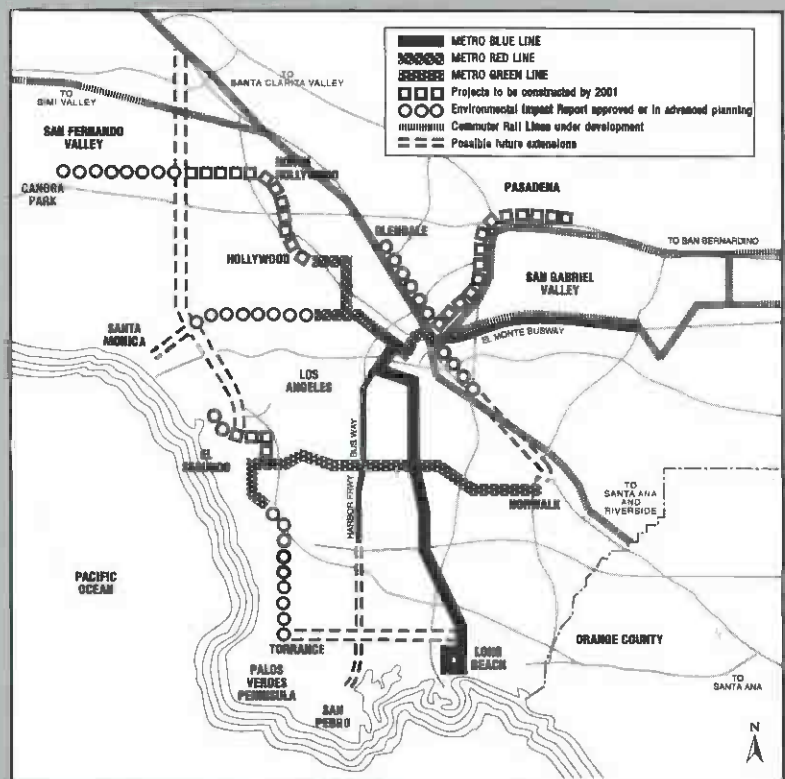 METRO BLUE LINE
METRO RED LINE
METRO GREEN LINE
Projects to be constructed by 2001
Environmental Impact Report approved or in advanced planning
Commuter Rail Lines under development
Possible future extensions
TO
SANTA CLARITA VALLEY
TO
SIMI VALLEY
SAN FERNANDO
VALLEY
NORTH
HOLLYWOOD
CANOGA
PARK
PASADENA
GLENDALE
HOLLYWOOD
TO SAN BERNARDINO
SAN GABRIEL
VALLEY
SANTA
MONICA
EL MONTE BUSWAY
LOS
ANGELES
BUSWAY
EL
SEGUNDO
HARBOR FRWY
NORWALK
TO
SANTA ANA
AND
RIVERSIDE
PACIFIC
OCEAN
TORRANCE
LONG
BEACH
ORANGE COUNTY
PALOS
VERDES
PENINSULA
SAN
PEDRO
TO
SANTA ANA
N